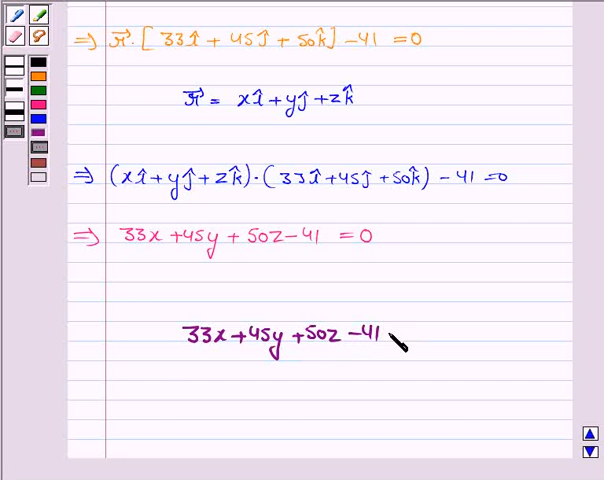 ⇒ r⃗·[33î + 45ĵ + 50k̂] − 41 = 0
r⃗ = xî + yĵ + zk̂
⇒ (xî + yĵ + zk̂)·(33î + 45ĵ + 50k̂) − 41 = 0
⇒ 33x + 45y + 50z − 41 = 0
33x + 45y + 50z − 41